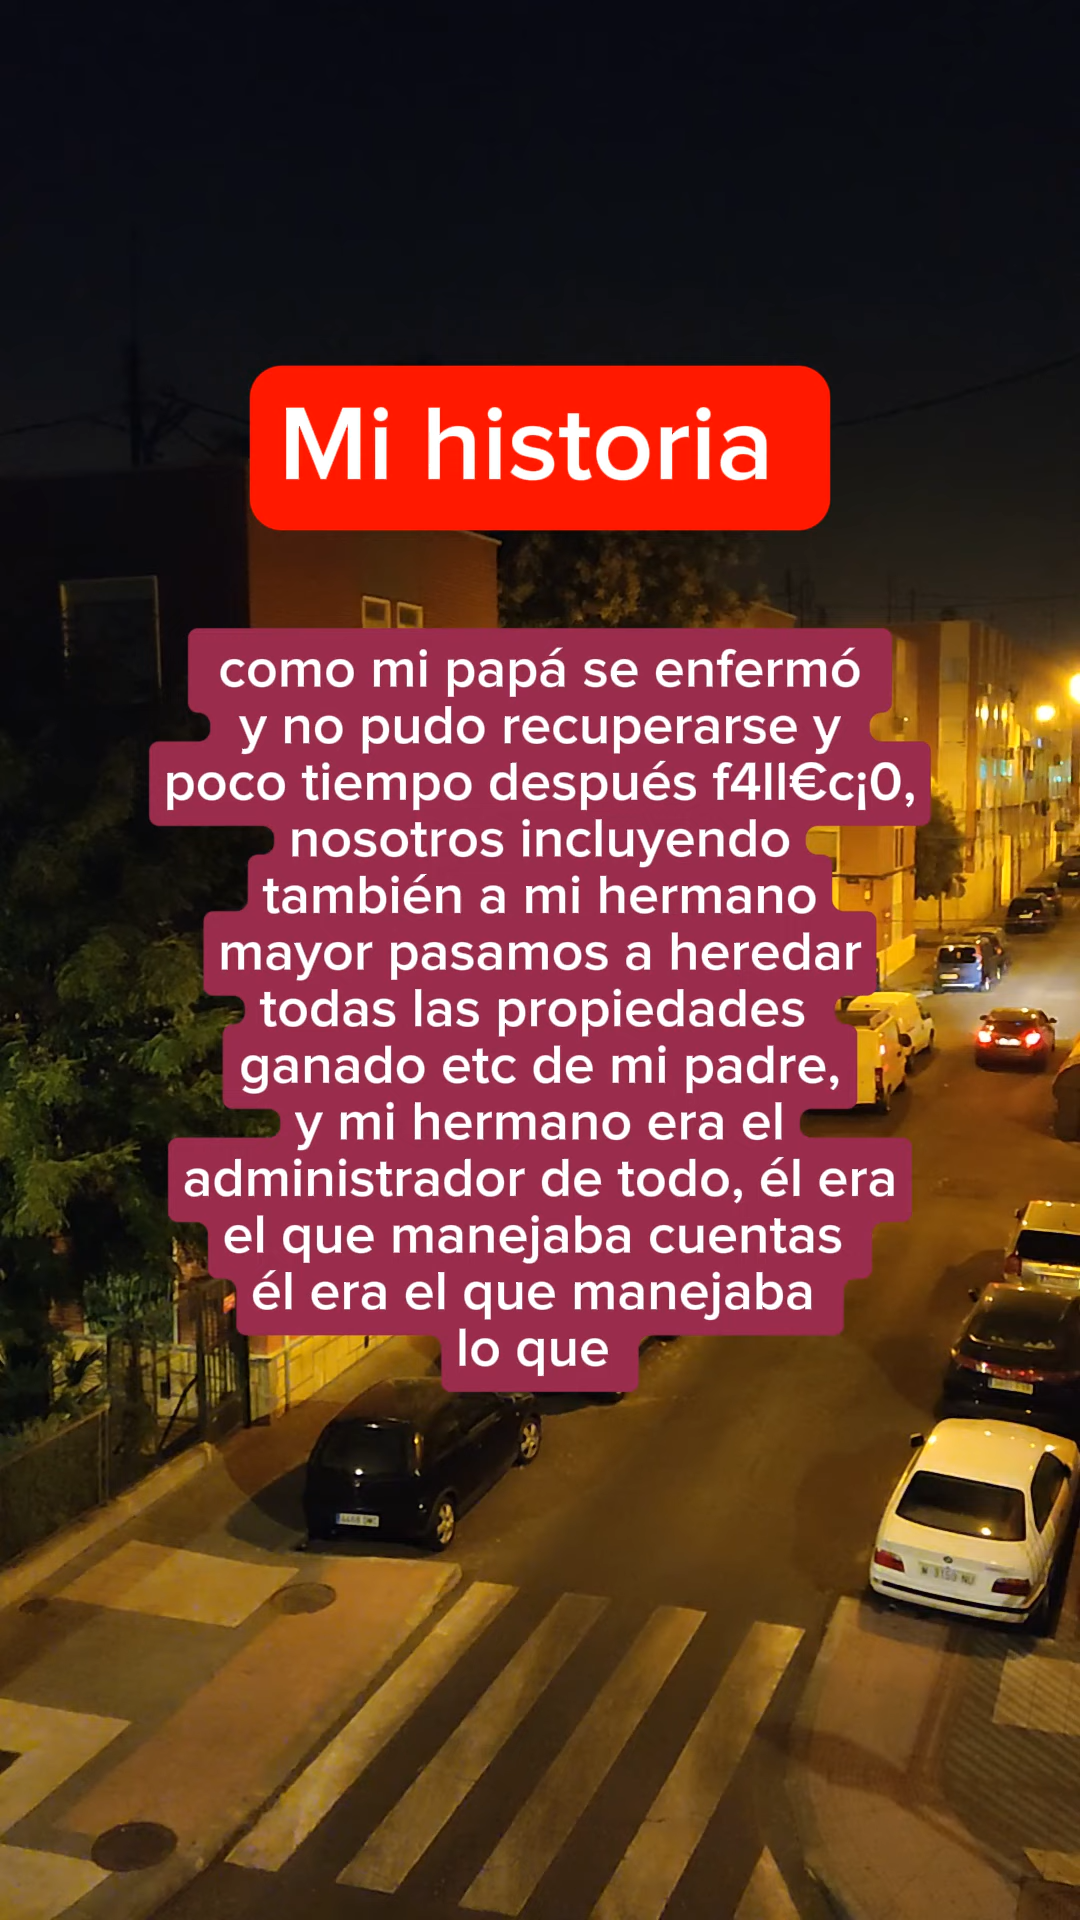 Mi historia
como mi papá se enfermó
y no pudo recuperarse y
poco tiempo después f4ll€c¡0,
nosotros incluyendo
también a mi hermano
mayor pasamos a heredar
todas las propiedades
ganado etc de mi padre,
y mi hermano era el
administrador de todo, él era
el que manejaba cuentas
él era el que manejaba
lo que